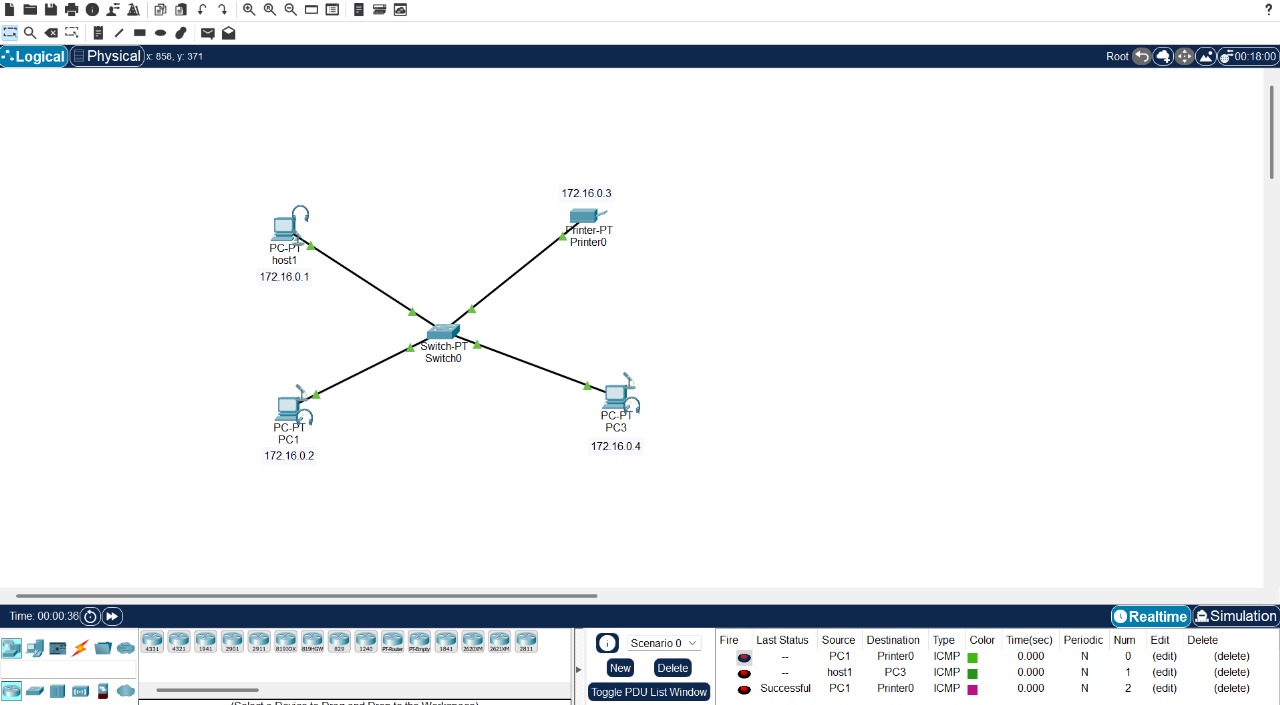 ?
Logical Physical x: 858, y: 371 Root 00:18:00
172.16.0.3
Printer-PT
Printer0
PC-PT
host1
172.16.0.1
Switch-PT
Switch0
PC-PT
PC1
172.16.0.2
PC-PT
PC3
172.16.0.4
Time: 00:00:36 Realtime Simulation
4331 4321 1941 2901 2911 819IOX 819HGW 829 1240 PT-Router PT-Empty 1841 2620XM 2621XM 2811
(Select a Device to Drag and Drop to the Workspace)
Scenario 0
New Delete
Toggle PDU List Window
Fire Last Status Source Destination Type Color Time(sec) Periodic Num Edit Delete
-- PC1 Printer0 ICMP 0.000 N 0 (edit) (delete)
-- host1 PC3 ICMP 0.000 N 1 (edit) (delete)
Successful PC1 Printer0 ICMP 0.000 N 2 (edit) (delete)